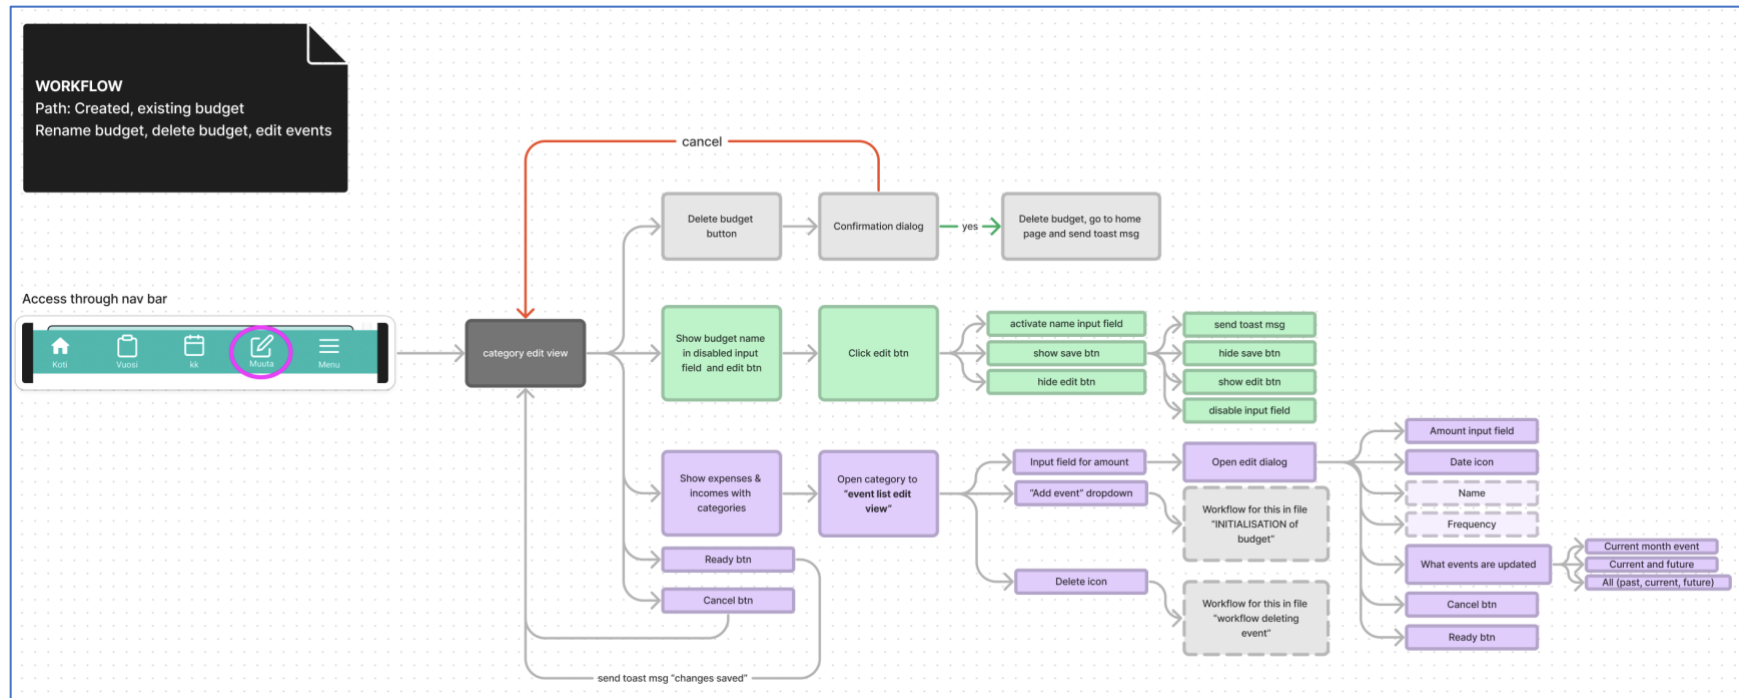 WORKFLOW
Path: Created, existing budget
Rename budget, delete budget, edit events
cancel
Delete budget
button
Confirmation dialog
yes
Delete budget, go to home
page and send toast msg
Access through nav bar
Koti
Vuosi
kk
Muuta
Menu
category edit view
Show budget name
in disabled input
field and edit btn
Click edit btn
activate name input field
show save btn
hide edit btn
send toast msg
hide save btn
show edit btn
disable input field
Show expenses &
incomes with
categories
Open category to
"event list edit
view"
Input field for amount
"Add event" dropdown
Delete icon
Open edit dialog
Workflow for this in file
"INITIALISATION of
budget"
Workflow for this in file
"workflow deleting
event"
Amount input field
Date icon
Name
Frequency
What events are updated
Cancel btn
Ready btn
Current month event
Current and future
All (past, current, future)
Ready btn
Cancel btn
send toast msg "changes saved"